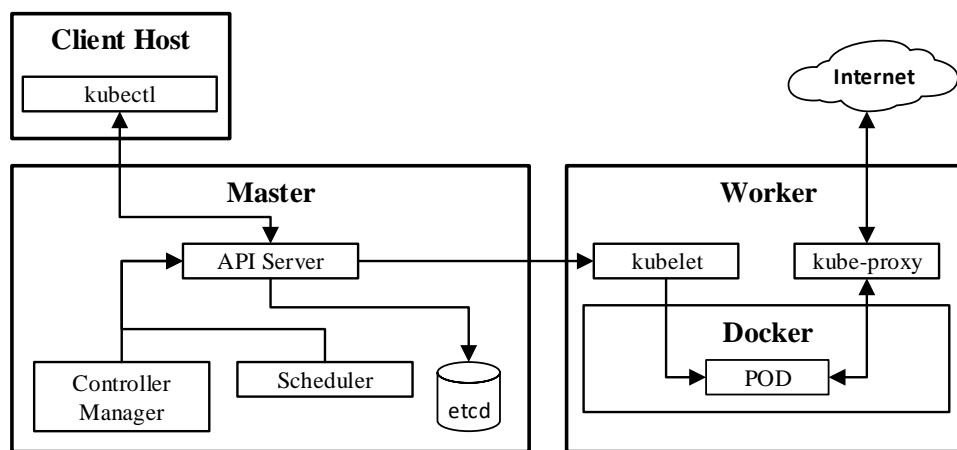 Client Host
kubectl
Internet
Master
Worker
API Server
kubelet
kube-proxy
Docker
Controller
Manager
Scheduler
etcd
POD